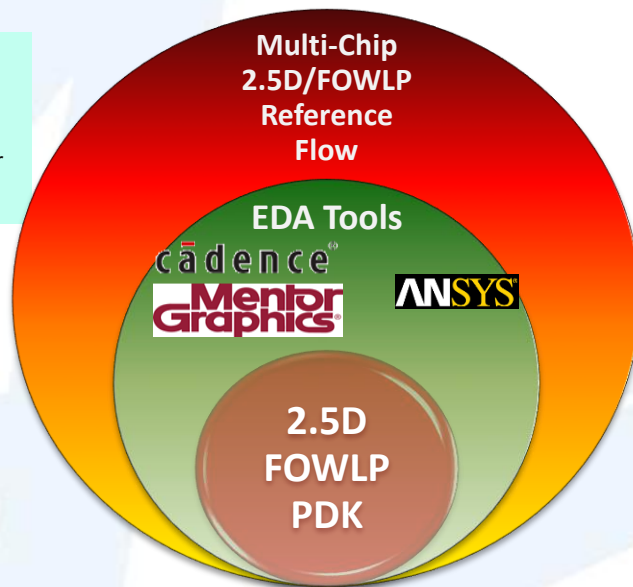 Multi-Chip
2.5D/FOWLP
Reference
Flow
r
EDA Tools
cādence®
Mentor
Graphics®
ANSYS®
2.5D
FOWLP
PDK